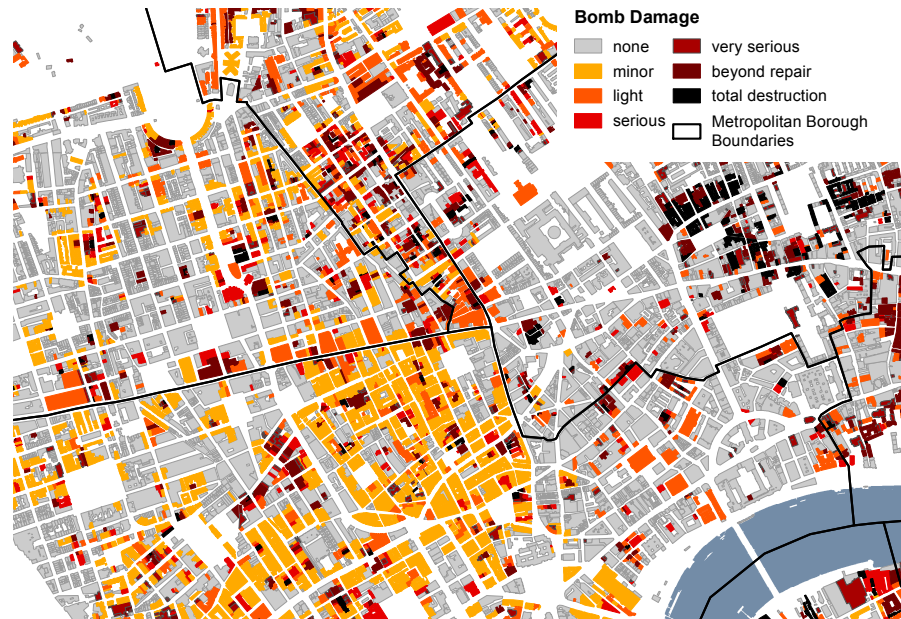 Bomb Damage
none
minor
light
serious
very serious
beyond repair
total destruction
Metropolitan Borough
Boundaries